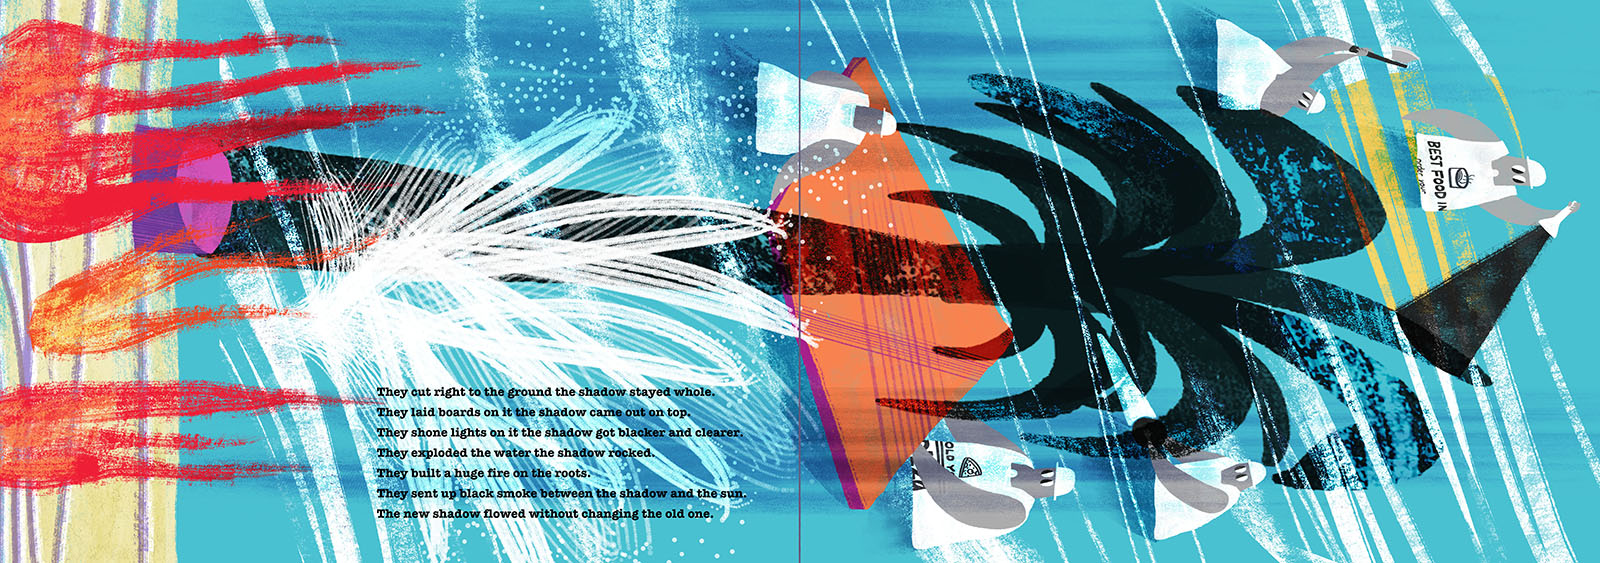 They cut right to the ground the shadow stayed whole.
They laid boards on it the shadow came out on top.
They shone lights on it the shadow got blacker and clearer.
They exploded the water the shadow rocked.
They built a huge fire on the roots.
They sent up black smoke between the shadow and the sun.
The new shadow flowed without changing the old one.
BEST FOOD IN
order your
OLD Y